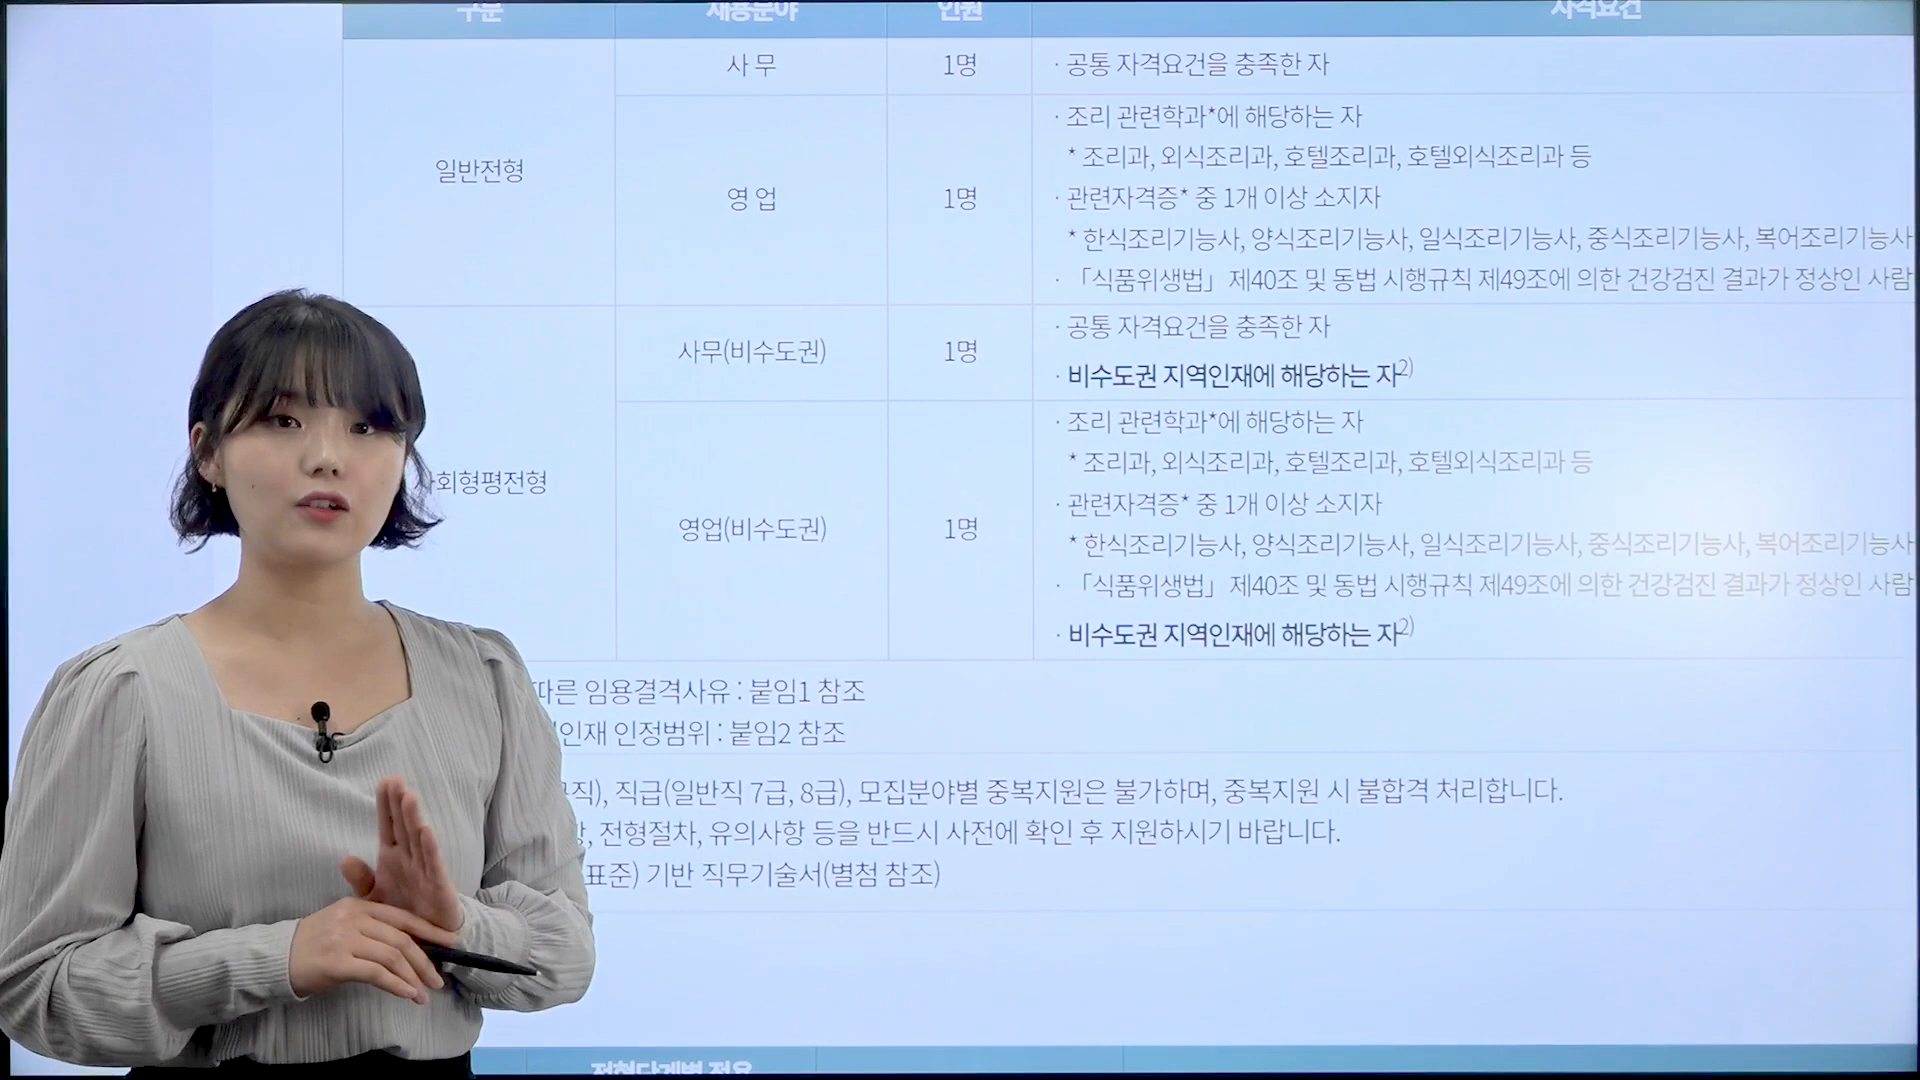 구분 채용분야 인원 자격요건
일반전형
사 무
1명
· 공통 자격요건을 충족한 자
영 업
1명
· 조리 관련학과*에 해당하는 자
* 조리과, 외식조리과, 호텔조리과, 호텔외식조리과 등
· 관련자격증* 중 1개 이상 소지자
* 한식조리기능사, 양식조리기능사, 일식조리기능사, 중식조리기능사, 복어조리기능사
· 「식품위생법」 제40조 및 동법 시행규칙 제49조에 의한 건강검진 결과가 정상인 사람
회형평전형
사무(비수도권)
1명
· 공통 자격요건을 충족한 자
· 비수도권 지역인재에 해당하는 자2)
영업(비수도권)
1명
· 조리 관련학과*에 해당하는 자
* 조리과, 외식조리과, 호텔조리과, 호텔외식조리과 등
· 관련자격증* 중 1개 이상 소지자
* 한식조리기능사, 양식조리기능사, 일식조리기능사, 중식조리기능사, 복어조리기능사
· 「식품위생법」 제40조 및 동법 시행규칙 제49조에 의한 건강검진 결과가 정상인 사람
· 비수도권 지역인재에 해당하는 자2)
따른 임용결격사유 : 붙임1 참조
인재 인정범위 : 붙임2 참조
직), 직급(일반직 7급, 8급), 모집분야별 중복지원은 불가하며, 중복지원 시 불합격 처리합니다.
, 전형절차, 유의사항 등을 반드시 사전에 확인 후 지원하시기 바랍니다.
표준) 기반 직무기술서(별첨 참조)